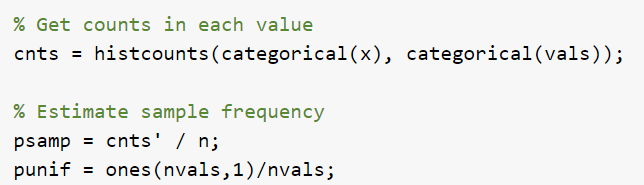 % Get counts in each value
cnts = histcounts(categorical(x), categorical(vals));
% Estimate sample frequency
psamp = cnts' / n;
punif = ones(nvals,1)/nvals;